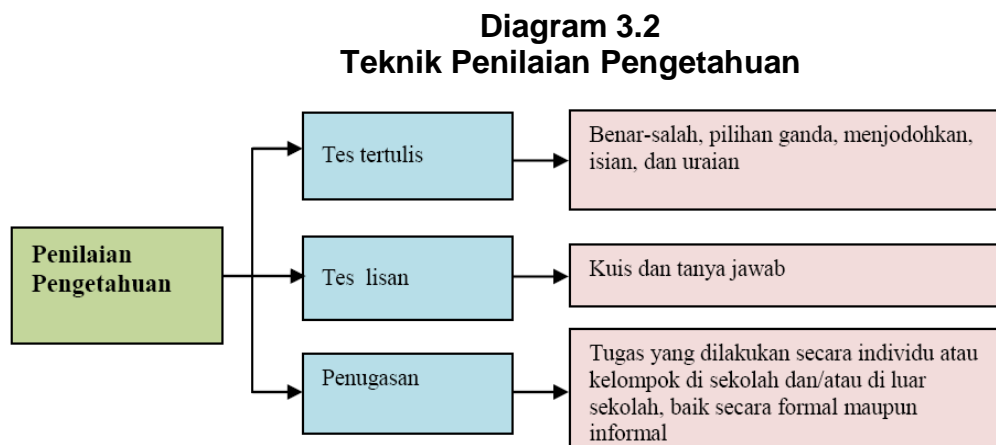 Diagram 3.2
Teknik Penilaian Pengetahuan
Tes tertulis
Benar-salah, pilihan ganda, menjodohkan,
isian, dan uraian
Penilaian
Pengetahuan
Tes lisan
Kuis dan tanya jawab
Penugasan
Tugas yang dilakukan secara individu atau
kelompok di sekolah dan/atau di luar
sekolah, baik secara formal maupun
informal